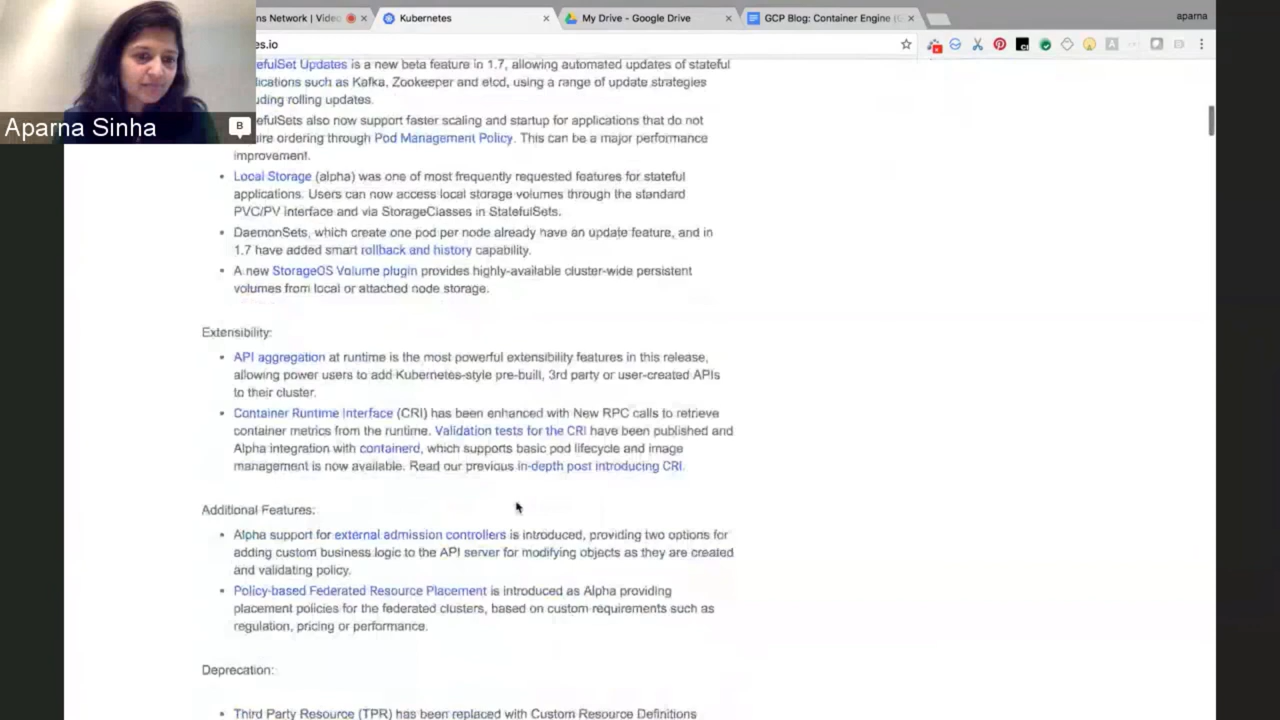 ns Network | Video
Kubernetes
My Drive - Google Drive
GCP Blog: Container Engine (
aparna
es.io
Aparna Sinha
B
efulSet Updates is a new beta feature in 1.7, allowing automated updates of stateful
lications such as Kafka, Zookeeper and etcd, using a range of update strategies
uding rolling updates.
efulSets also now support faster scaling and startup for applications that do not
ire ordering through Pod Management Policy. This can be a major performance
improvement.
• Local Storage (alpha) was one of most frequently requested features for stateful
applications. Users can now access local storage volumes through the standard
PVC/PV interface and via StorageClasses in StatefulSets.
• DaemonSets, which create one pod per node already have an update feature, and in
1.7 have added smart rollback and history capability.
• A new StorageOS Volume plugin provides highly-available cluster-wide persistent
volumes from local or attached node storage.
Extensibility:
• API aggregation at runtime is the most powerful extensibility features in this release,
allowing power users to add Kubernetes-style pre-built, 3rd party or user-created APIs
to their cluster.
• Container Runtime Interface (CRI) has been enhanced with New RPC calls to retrieve
container metrics from the runtime. Validation tests for the CRI have been published and
Alpha integration with containerd, which supports basic pod lifecycle and image
management is now available. Read our previous in-depth post introducing CRI.
Additional Features:
• Alpha support for external admission controllers is introduced, providing two options for
adding custom business logic to the API server for modifying objects as they are created
and validating policy.
• Policy-based Federated Resource Placement is introduced as Alpha providing
placement policies for the federated clusters, based on custom requirements such as
regulation, pricing or performance.
Deprecation:
• Third Party Resource (TPR) has been replaced with Custom Resource Definitions